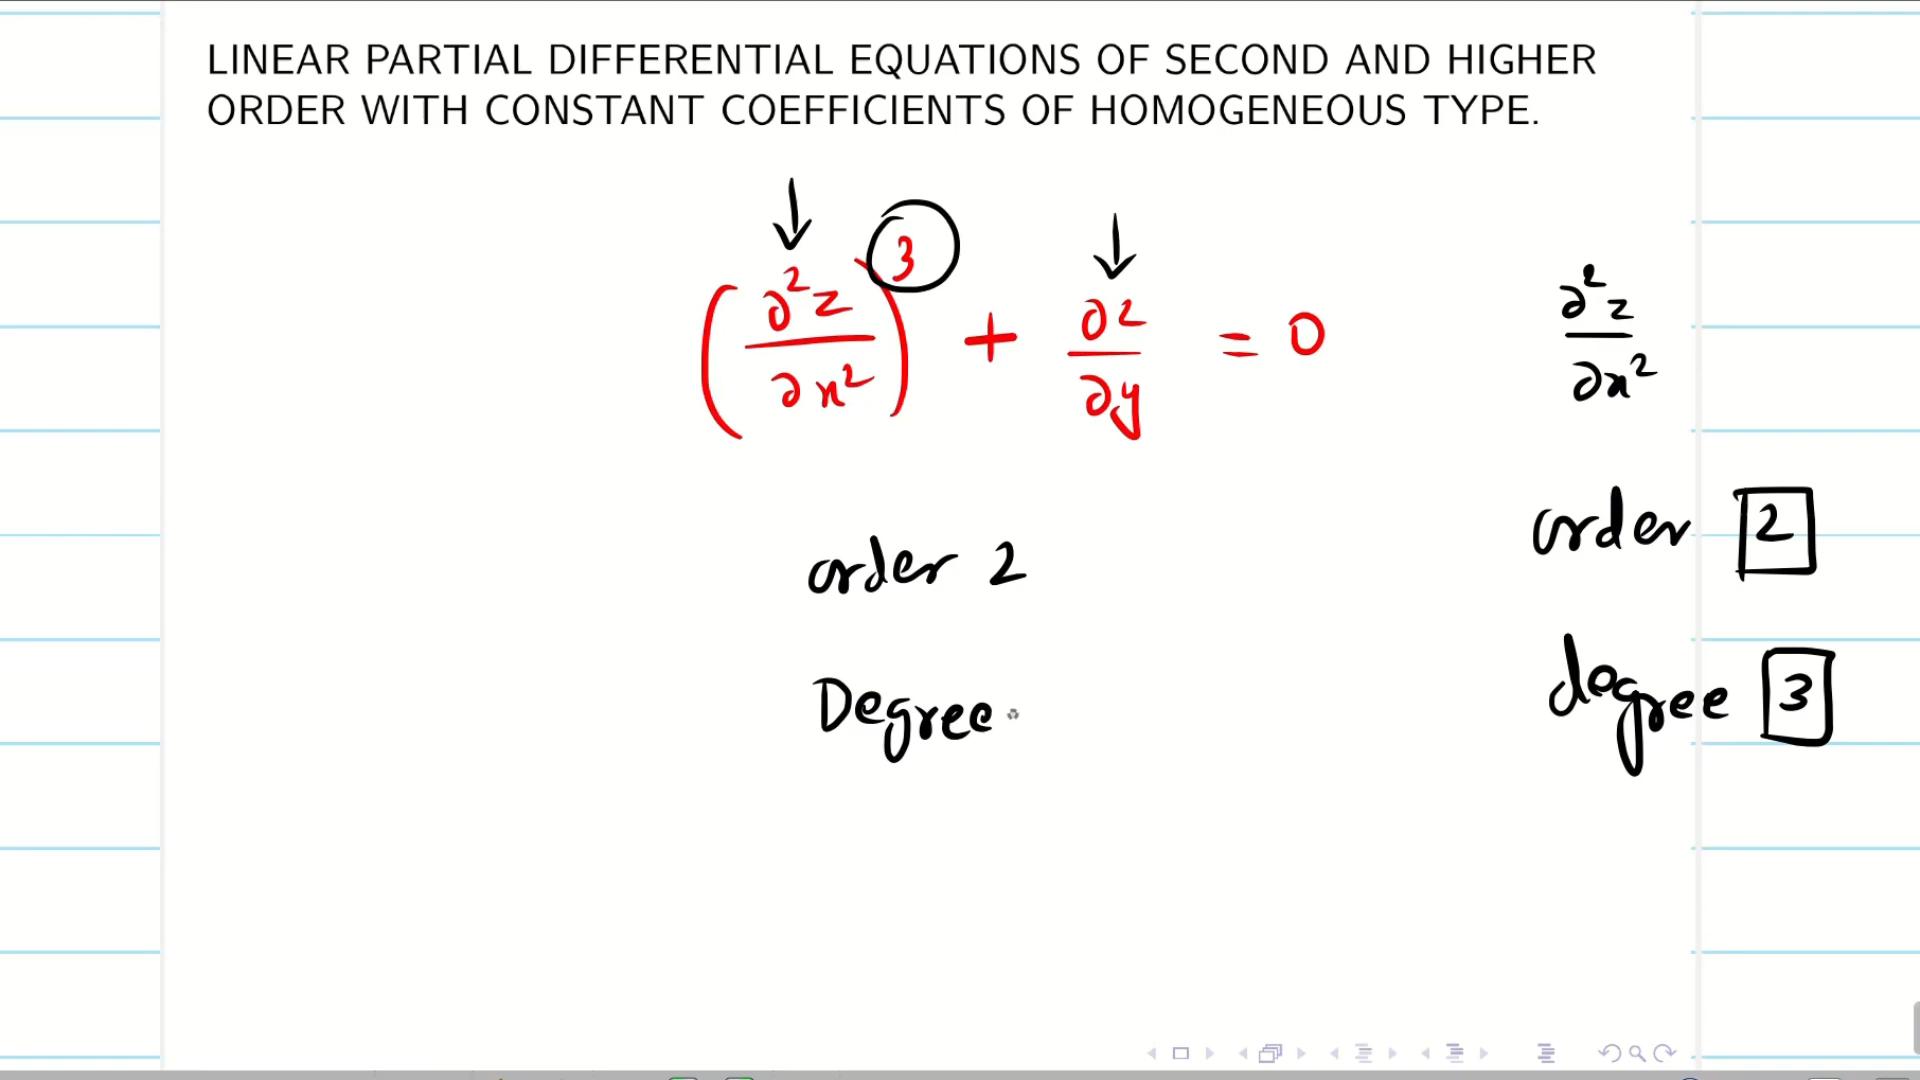 LINEAR PARTIAL DIFFERENTIAL EQUATIONS OF SECOND AND HIGHER
ORDER WITH CONSTANT COEFFICIENTS OF HOMOGENEOUS TYPE.
(∂²z/∂x²)³ + ∂z/∂y = 0
∂²z/∂x²
order 2
order 2
Degree
degree 3